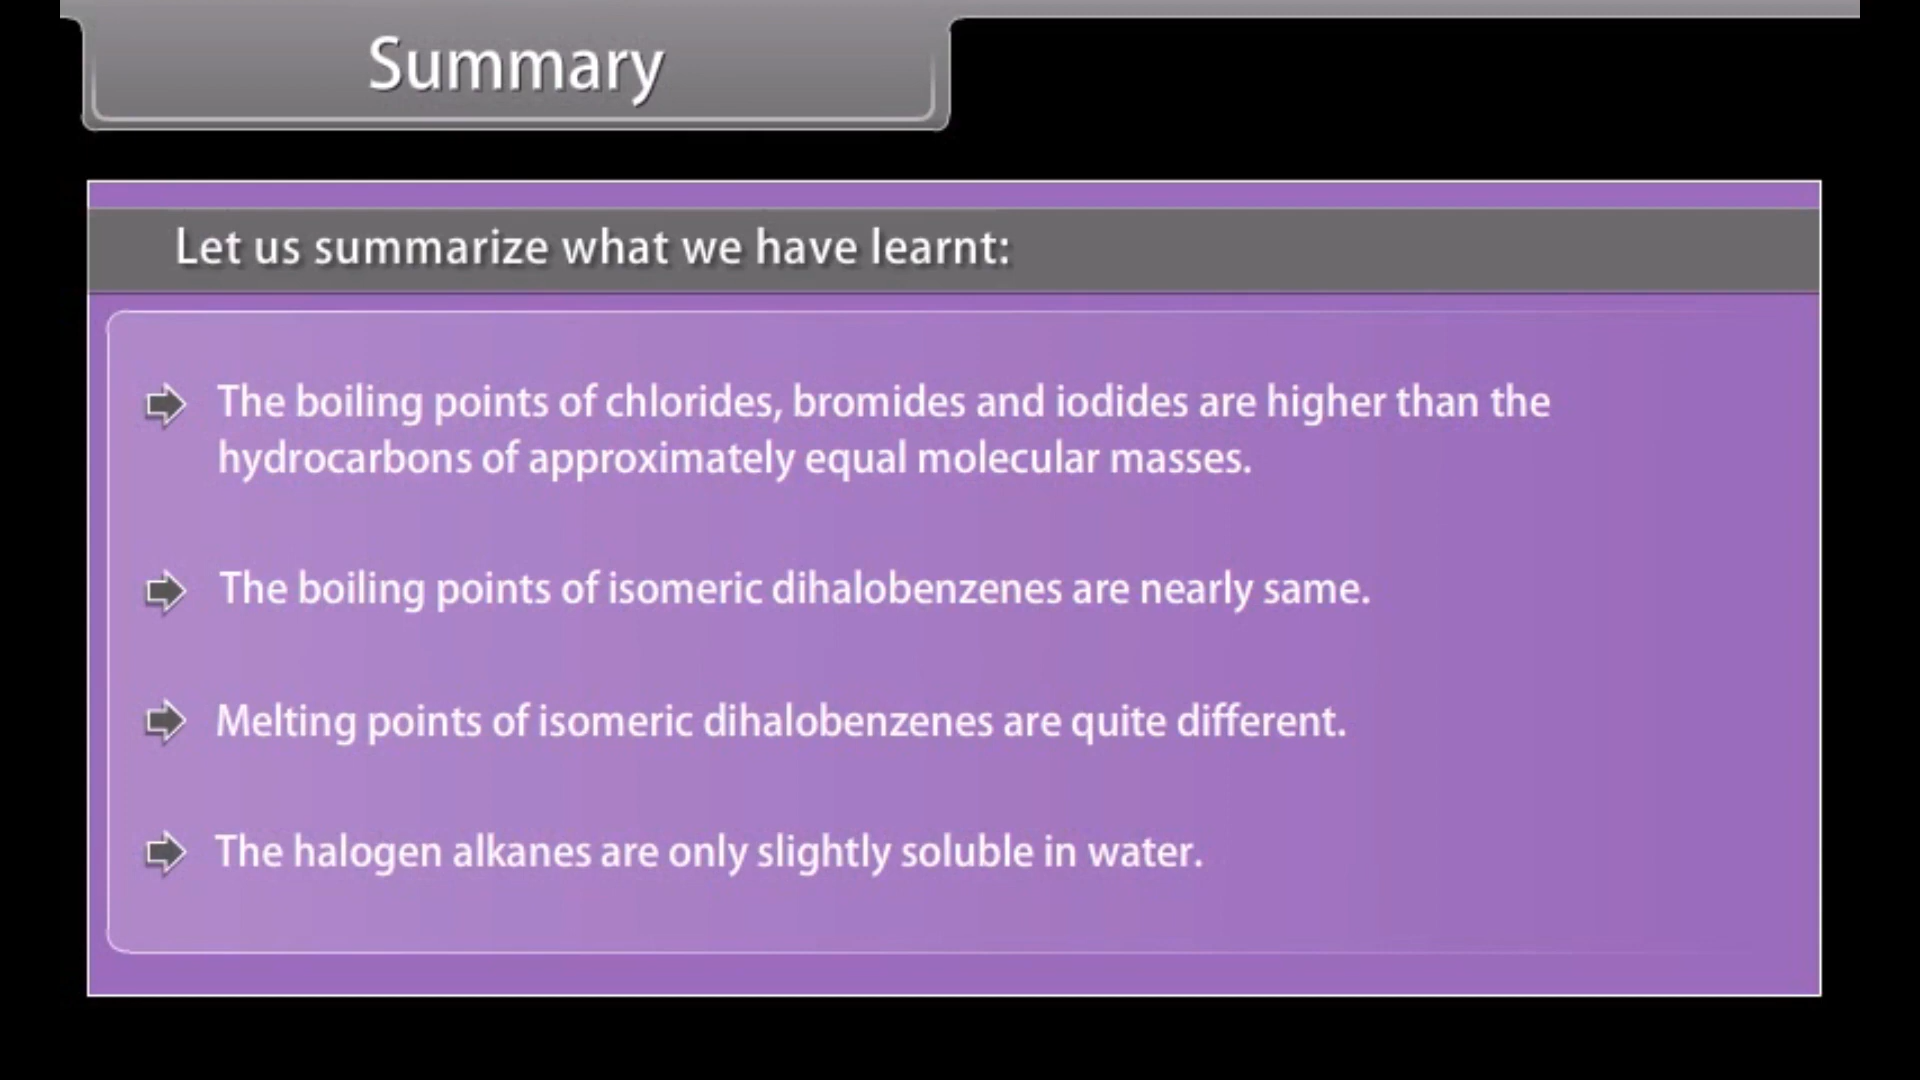 Summary
Let us summarize what we have learnt:
The boiling points of chlorides, bromides and iodides are higher than the
hydrocarbons of approximately equal molecular masses.
The boiling points of isomeric dihalobenzenes are nearly same.
Melting points of isomeric dihalobenzenes are quite different.
The halogen alkanes are only slightly soluble in water.